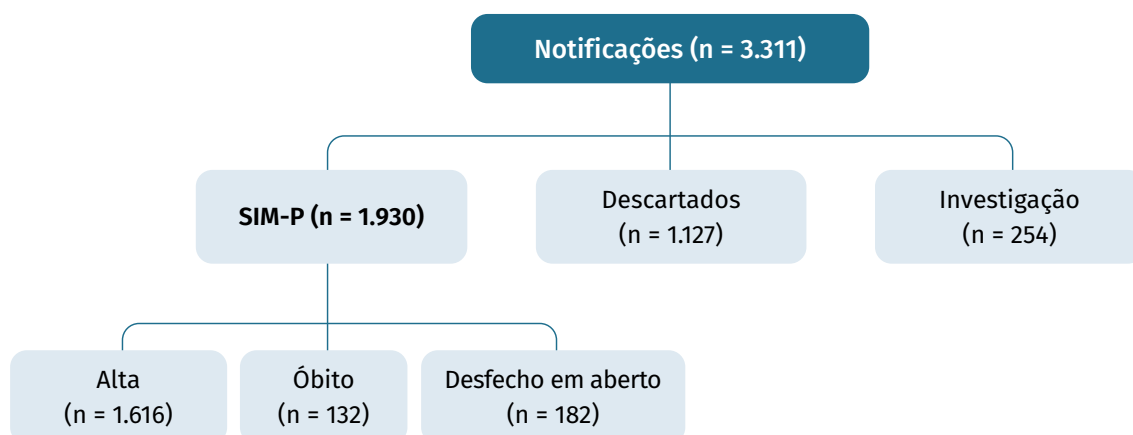 Notificações (n = 3.311)
SIM-P (n = 1.930)
Descartados
(n = 1.127)
Investigação
(n = 254)
Alta
(n = 1.616)
Óbito
(n = 132)
Desfecho em aberto
(n = 182)